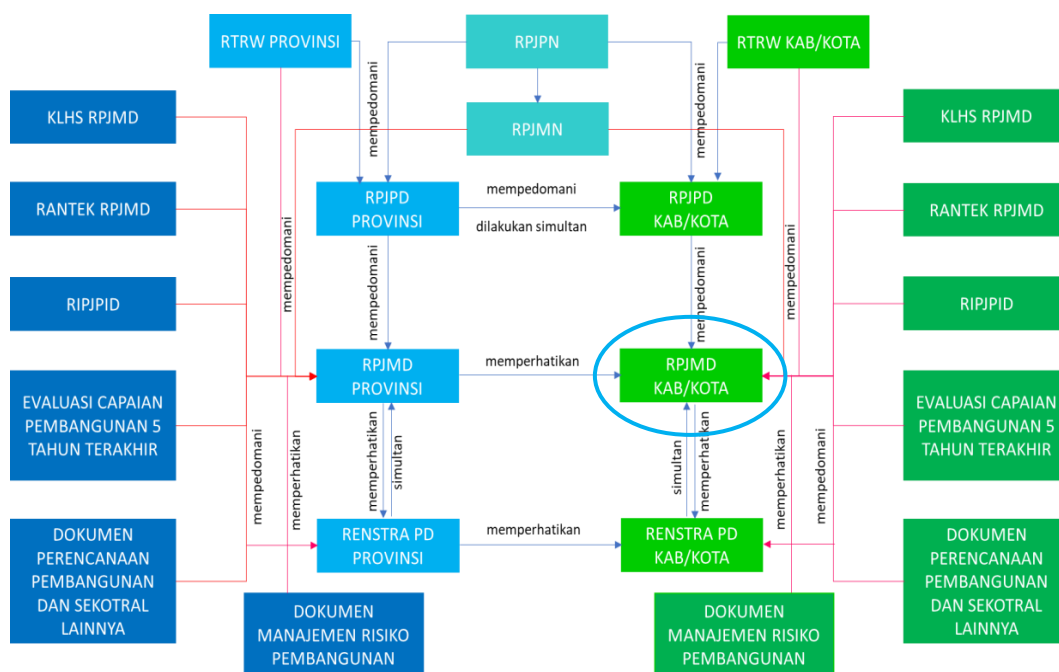 RTRW PROVINSI
RPJPN
RTRW KAB/KOTA
mempedomani
mempedomani
KLHS RPJMD
RPJMN
KLHS RPJMD
RANTEK RPJMD
RPJPD
PROVINSI
mempedomani
dilakukan simultan
RPJPD
KAB/KOTA
RANTEK RPJMD
mempedomani
mempedomani
mempedomani
mempedomani
RIPJPID
RIPJPID
EVALUASI CAPAIAN
PEMBANGUNAN 5
TAHUN TERAKHIR
RPJMD
PROVINSI
memperhatikan
RPJMD
KAB/KOTA
EVALUASI CAPAIAN
PEMBANGUNAN 5
TAHUN TERAKHIR
mempedomani
memperhatikan
memperhatikan
simultan
simultan
memperhatikan
memperhatikan
mempedomani
DOKUMEN
PERENCANAAN
PEMBANGUNAN
DAN SEKOTRAL
LAINNYA
RENSTRA PD
PROVINSI
memperhatikan
RENSTRA PD
KAB/KOTA
DOKUMEN
PERENCANAAN
PEMBANGUNAN
DAN SEKOTRAL
LAINNYA
DOKUMEN
MANAJEMEN RISIKO
PEMBANGUNAN
DOKUMEN
MANAJEMEN RISIKO
PEMBANGUNAN